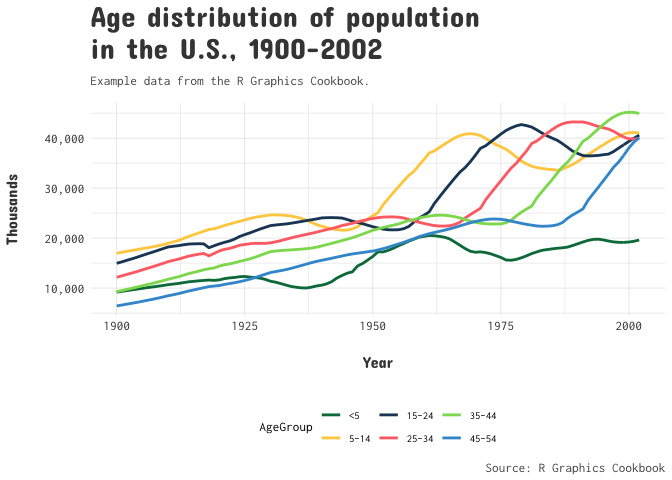 Age distribution of population
in the U.S., 1900-2002
Example data from the R Graphics Cookbook.
Thousands
40,000
30,000
20,000
10,000
1900 1925 1950 1975 2000
Year
AgeGroup
<5 15-24 35-44
5-14 25-34 45-54
Source: R Graphics Cookbook